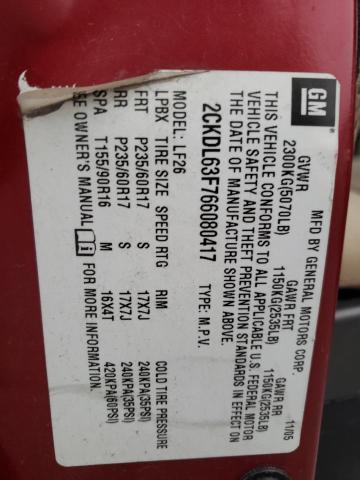 GM
MFD BY GENERAL MOTORS CORP. 11/05
GVWR GAWR FRT GAWR RR
2300KG(5070LB) 1150KG(2535LB) 1150KG(2535LB)
THIS VEHICLE CONFORMS TO ALL APPLICABLE U.S. FEDERAL MOTOR
VEHICLE SAFETY AND THEFT PREVENTION STANDARDS IN EFFECT ON
THE DATE OF MANUFACTURE SHOWN ABOVE.
2CKDL63F766080417 TYPE: M.P.V.
MODEL: LF26
LPBX TIRE SIZE SPEED RTG RIM COLD TIRE PRESSURE
FRT P235/60R17 S 17X7J 240KPA(35PSI)
RR P235/60R17 S 17X7J 240KPA(35PSI)
SPA T155/90R16 M 16X4T 420KPA(60PSI)
OWNER'S MANUAL i FOR MORE INFORMATION